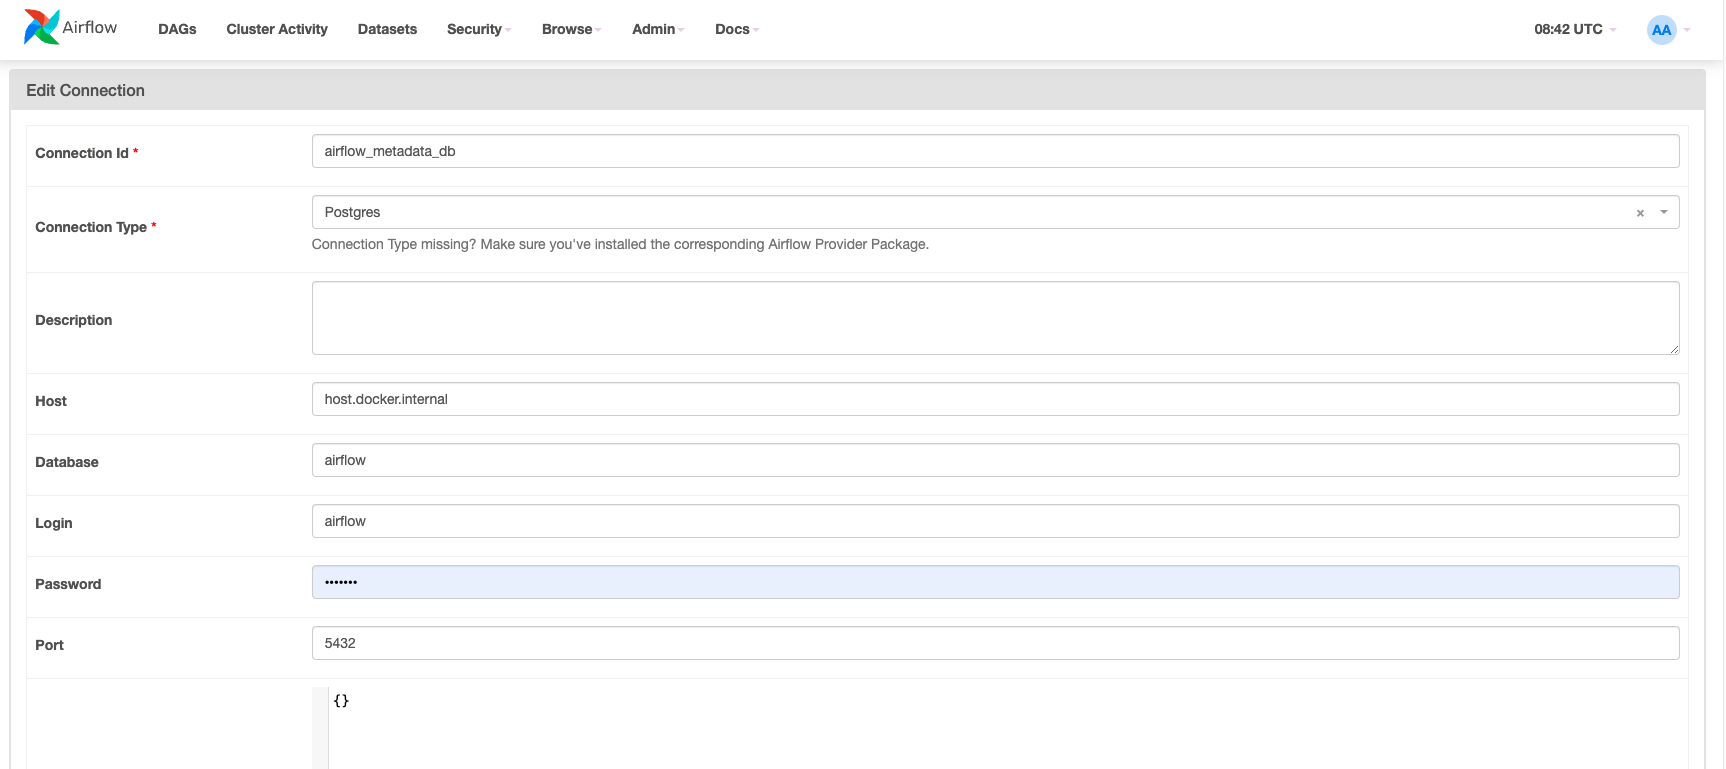 Airflow DAGs Cluster Activity Datasets Security Browse Admin Docs 08:42 UTC AA
Edit Connection
Connection Id * airflow_metadata_db
Connection Type * Postgres ×
Connection Type missing? Make sure you've installed the corresponding Airflow Provider Package.
Description
Host host.docker.internal
Database airflow
Login airflow
Password •••••••
Port 5432
{}